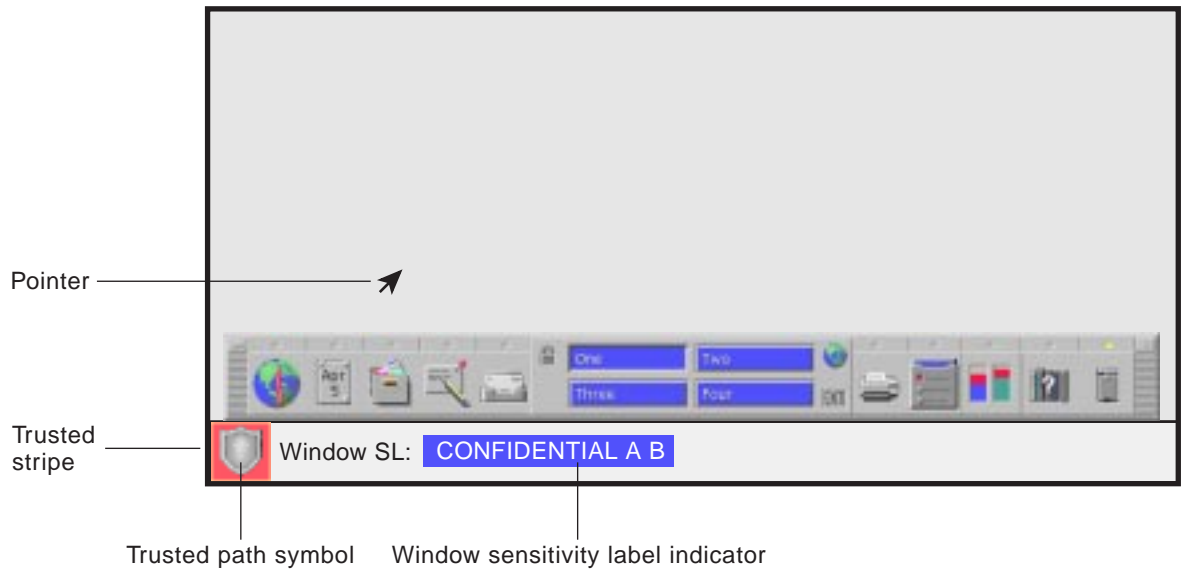 Pointer
Apr
5
One
Two
Three
Four
EXIT
?
Trusted
stripe
Window SL: CONFIDENTIAL A B
Trusted path symbol Window sensitivity label indicator